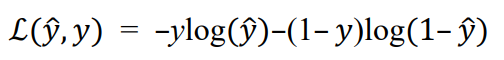 ℒ(ŷ, y) = –ylog(ŷ)–(1– y)log(1– ŷ)